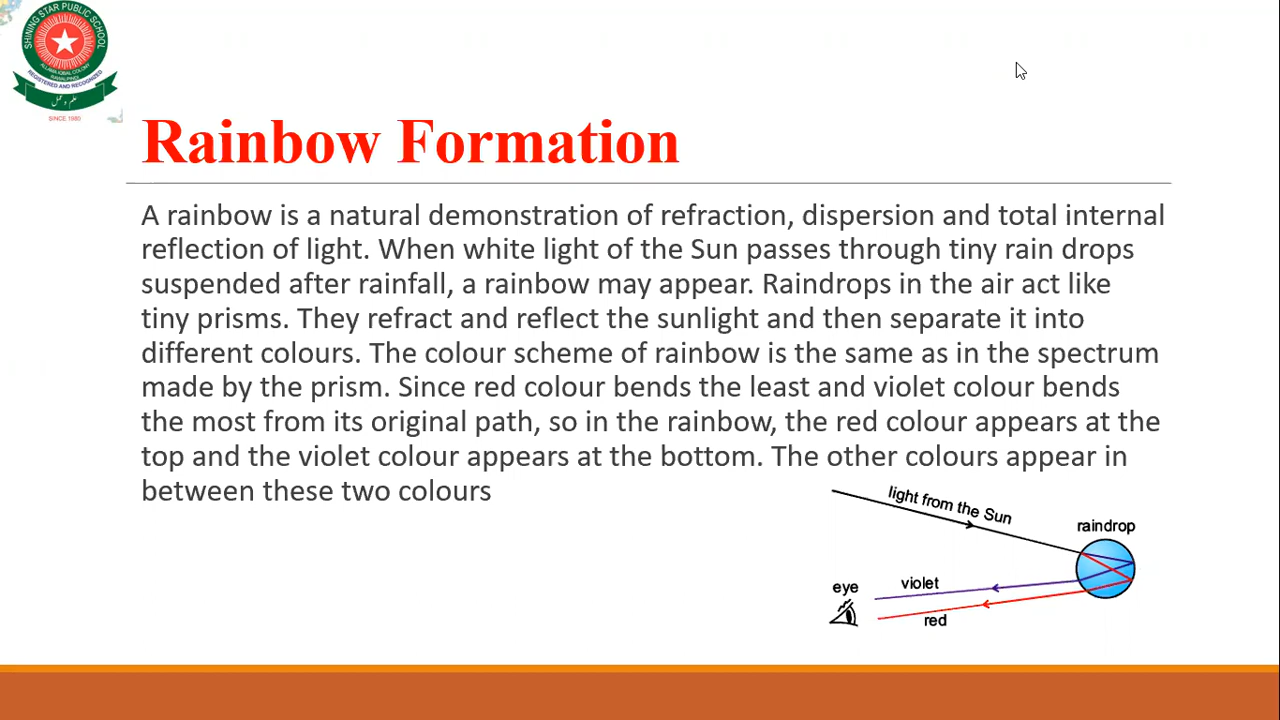 SHINING STAR PUBLIC SCHOOL
ALLAMA IQBAL COLONY
RAWALPINDI
REGISTERED AND RECOGNIZED
علم و عمل
SINCE 1980
Rainbow Formation
A rainbow is a natural demonstration of refraction, dispersion and total internal
reflection of light. When white light of the Sun passes through tiny rain drops
suspended after rainfall, a rainbow may appear. Raindrops in the air act like
tiny prisms. They refract and reflect the sunlight and then separate it into
different colours. The colour scheme of rainbow is the same as in the spectrum
made by the prism. Since red colour bends the least and violet colour bends
the most from its original path, so in the rainbow, the red colour appears at the
top and the violet colour appears at the bottom. The other colours appear in
between these two colours
light from the Sun
raindrop
eye
violet
red